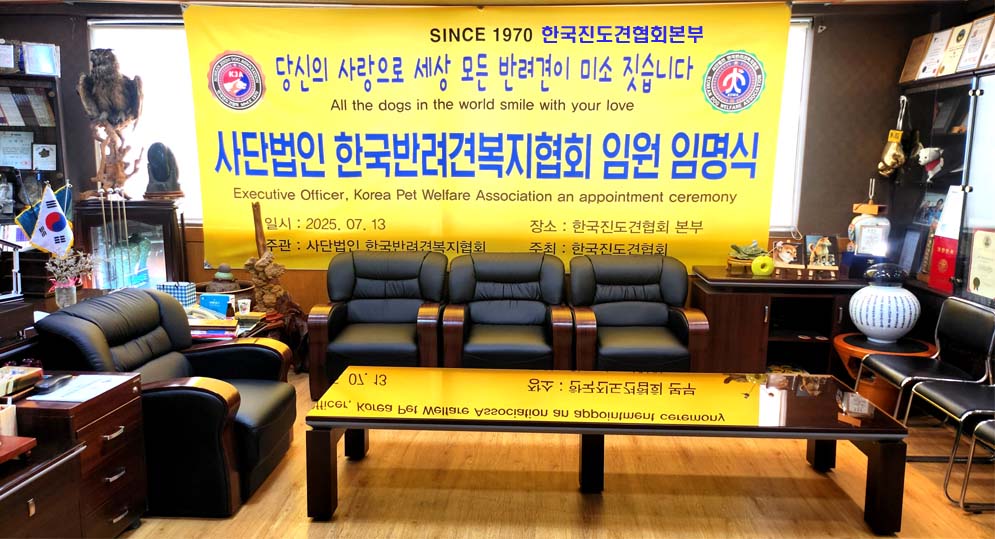 SINCE 1970 한국진도견협회본부
당신의 사랑으로 세상 모든 반려견이 미소 짓습니다
All the dogs in the world smile with your love
사단법인 한국반려견복지협회 임원 임명식
Executive Officer, Korea Pet Welfare Association an appointment ceremony
일시 : 2025. 07. 13 장소 : 한국진도견협회 본부
주관 : 사단법인 한국반려견복지협회 주최 : 한국진도견협회
KJA